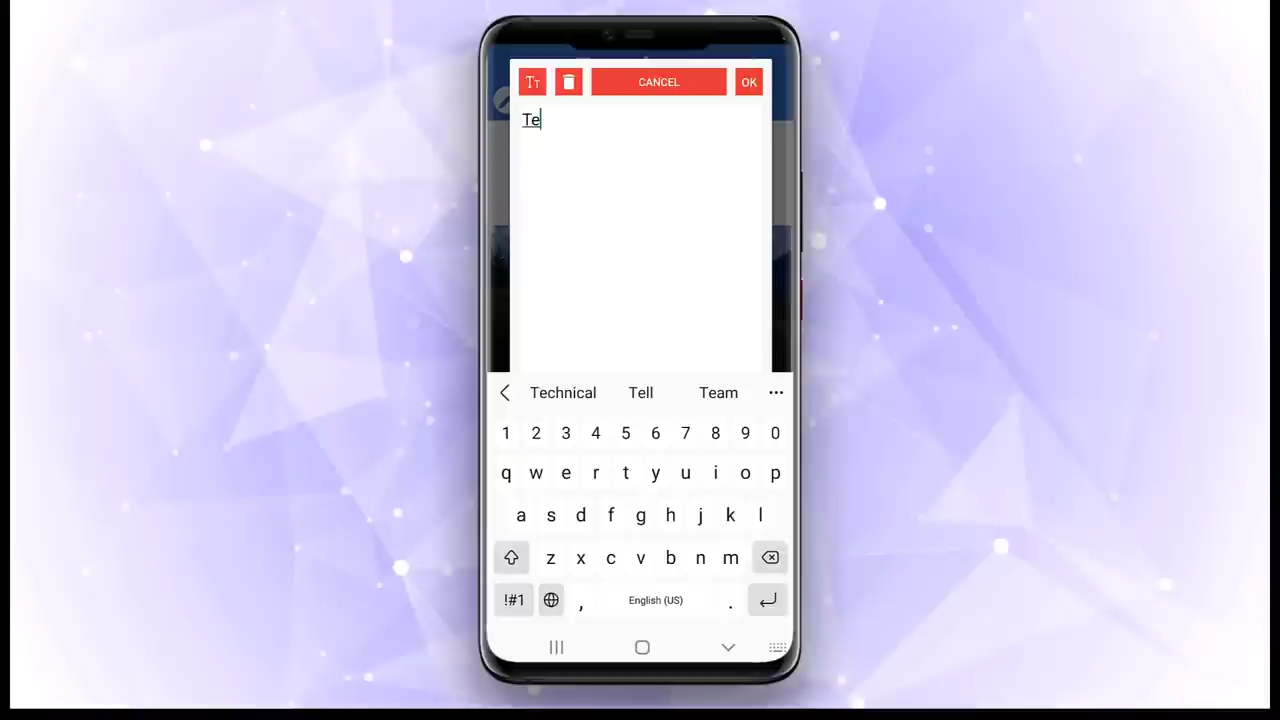 TT CANCEL OK
Te
Technical Tell Team •••
1 2 3 4 5 6 7 8 9 0
q w e r t y u i o p
a s d f g h j k l
z x c v b n m
!#1 , English (US) .